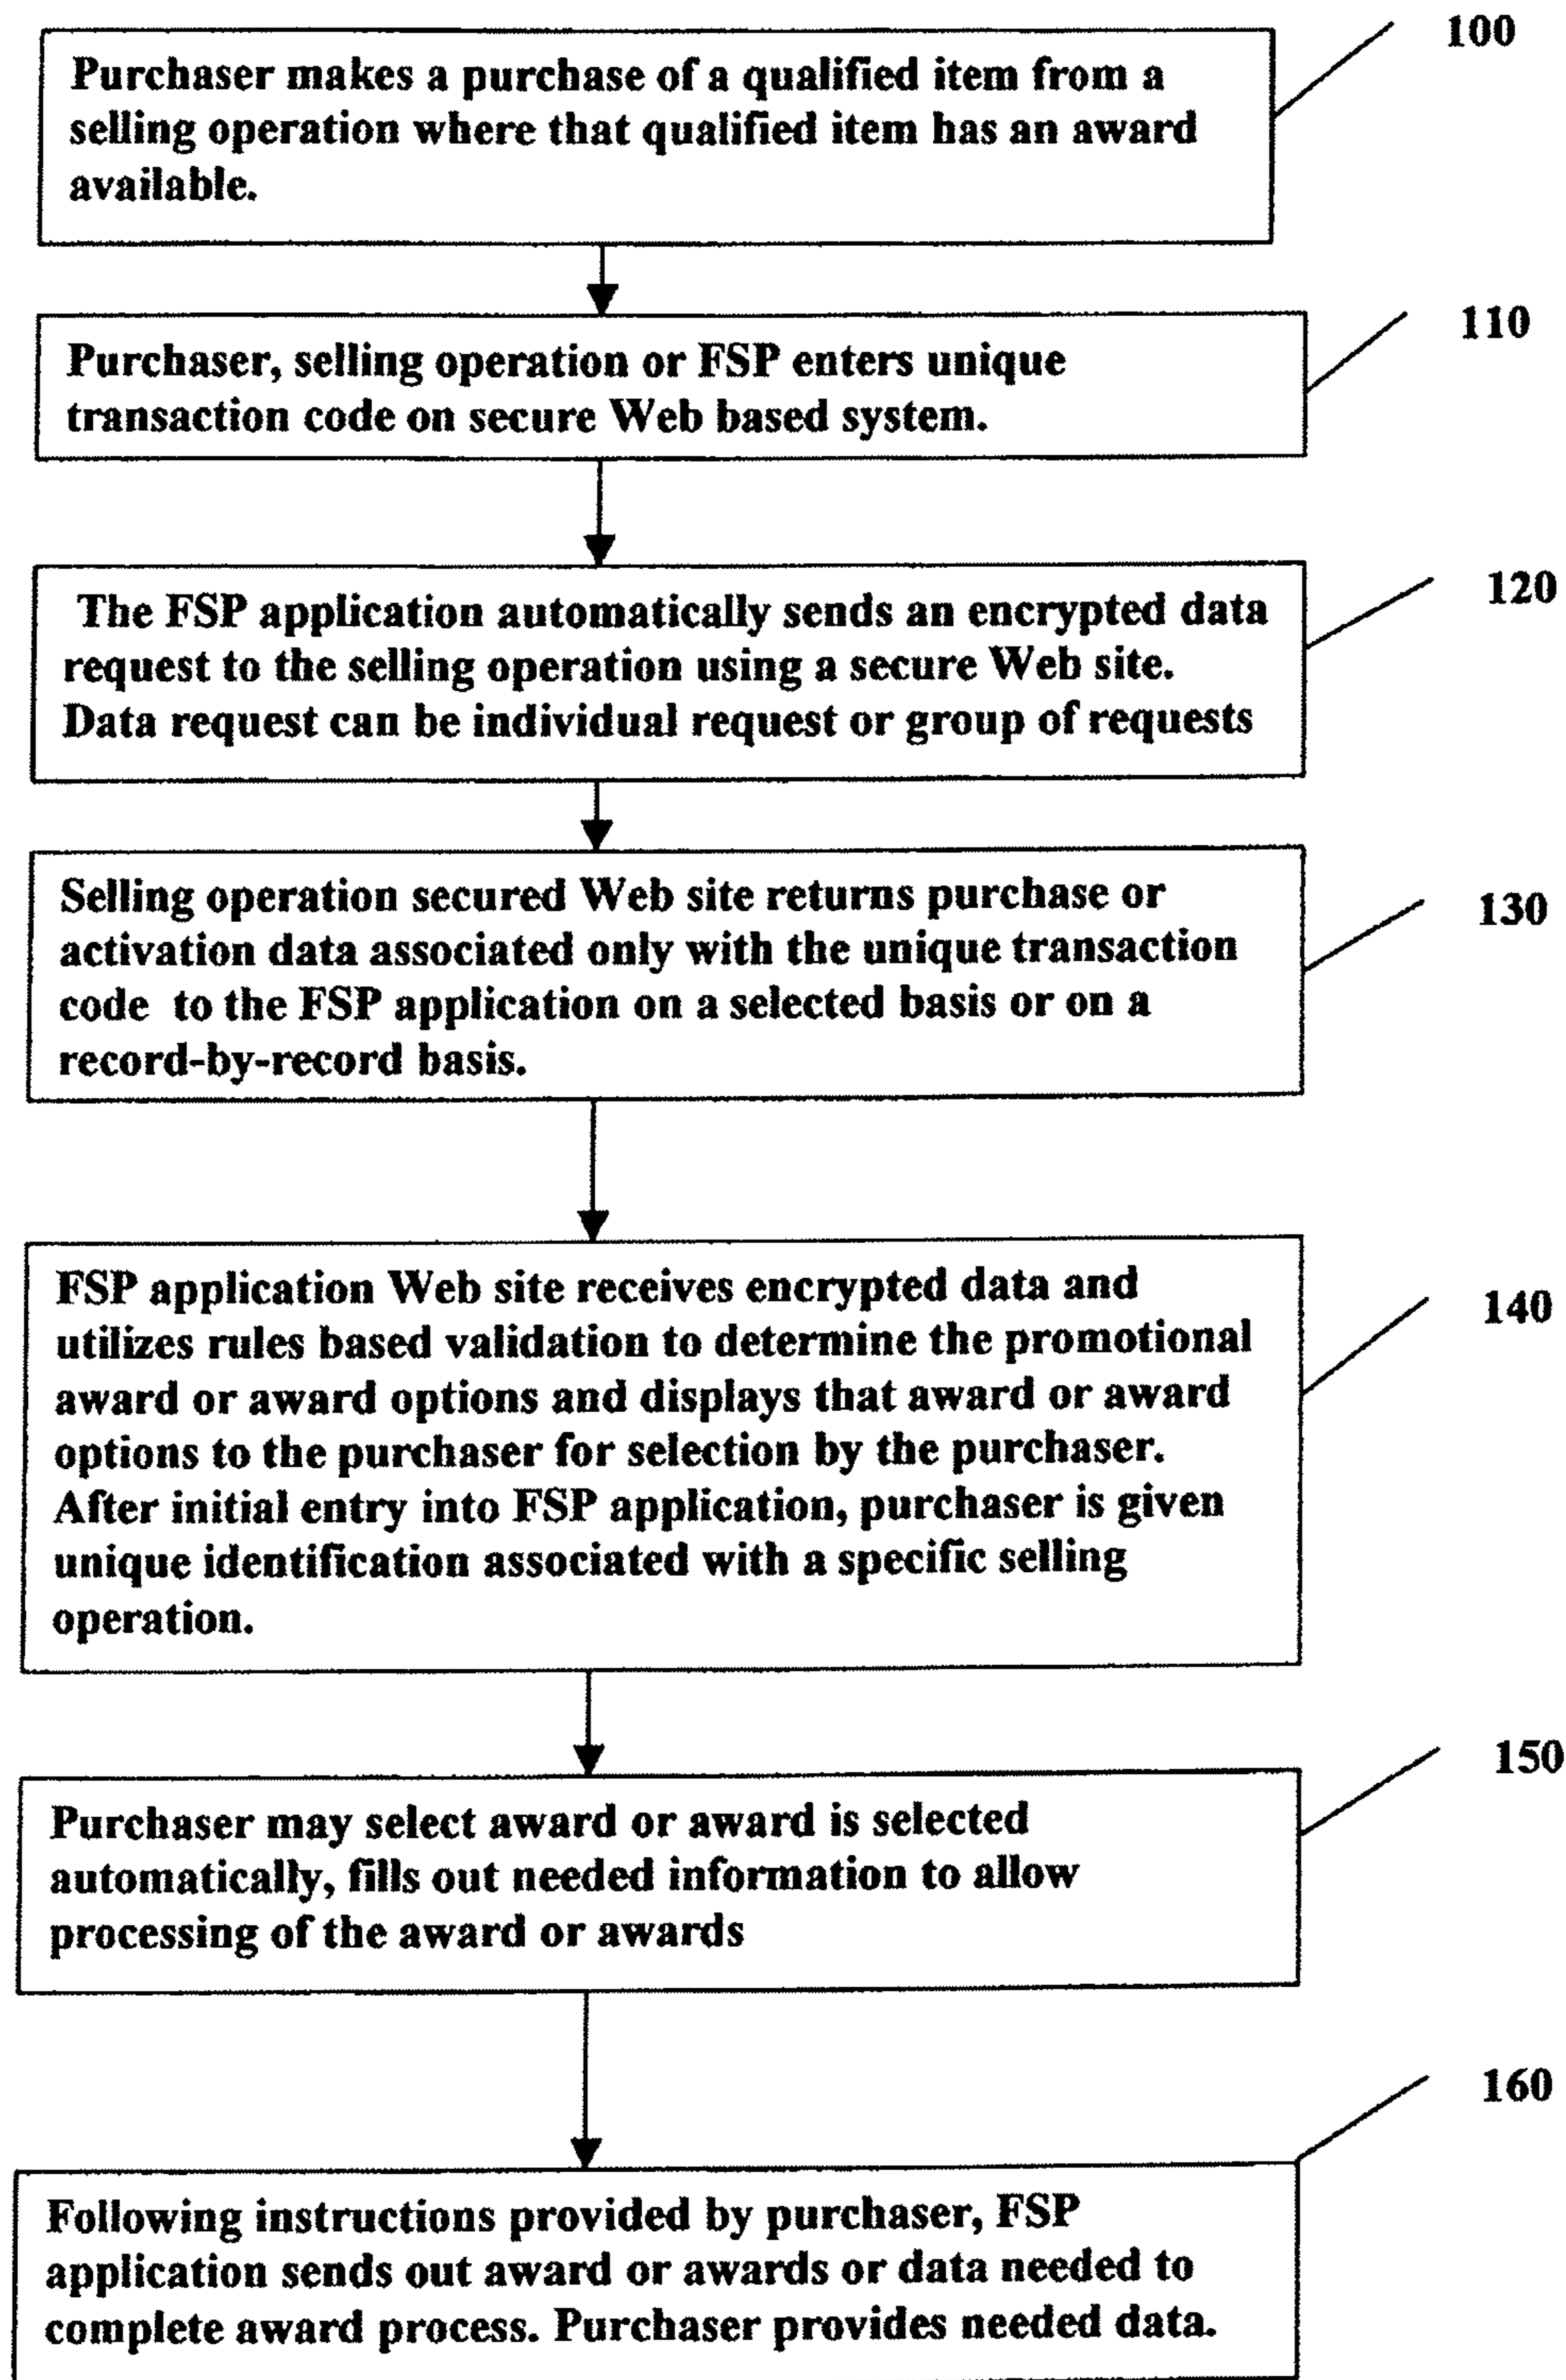 100
Purchaser makes a purchase of a qualified item from a
selling operation where that qualified item has an award
available.
110
Purchaser, selling operation or FSP enters unique
transaction code on secure Web based system.
120
The FSP application automatically sends an encrypted data
request to the selling operation using a secure Web site.
Data request can be individual request or group of requests
130
Selling operation secured Web site returns purchase or
activation data associated only with the unique transaction
code to the FSP application on a selected basis or on a
record-by-record basis.
140
FSP application Web site receives encrypted data and
utilizes rules based validation to determine the promotional
award or award options and displays that award or award
options to the purchaser for selection by the purchaser.
After initial entry into FSP application, purchaser is given
unique identification associated with a specific selling
operation.
150
Purchaser may select award or award is selected
automatically, fills out needed information to allow
processing of the award or awards
160
Following instructions provided by purchaser, FSP
application sends out award or awards or data needed to
complete award process. Purchaser provides needed data.